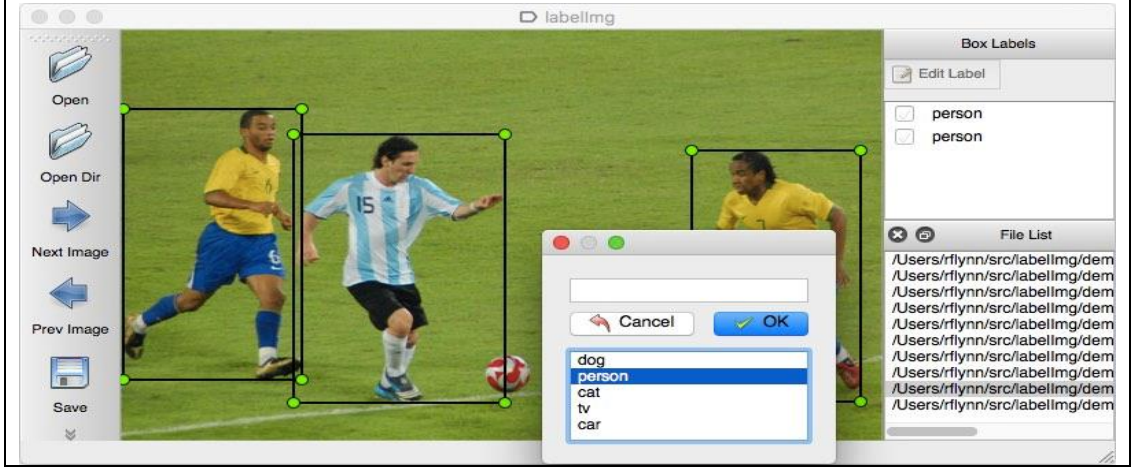 labelImg
Open
Open Dir
Next Image
Prev Image
Save
6
6
15
7
Cancel
OK
dog
person
cat
tv
car
Box Labels
Edit Label
person
person
File List
/Users/rflynn/src/labelImg/dem
/Users/rflynn/src/labelImg/dem
/Users/rflynn/src/labelImg/dem
/Users/rflynn/src/labelImg/dem
/Users/rflynn/src/labelImg/dem
/Users/rflynn/src/labelImg/dem
/Users/rflynn/src/labelImg/dem
/Users/rflynn/src/labelImg/dem
/Users/rflynn/src/labelImg/dem
/Users/rflynn/src/labelImg/dem